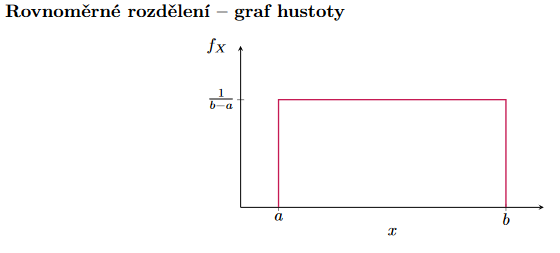 Rovnoměrné rozdělení – graf hustoty
f_X
1/(b−a)
a
b
x